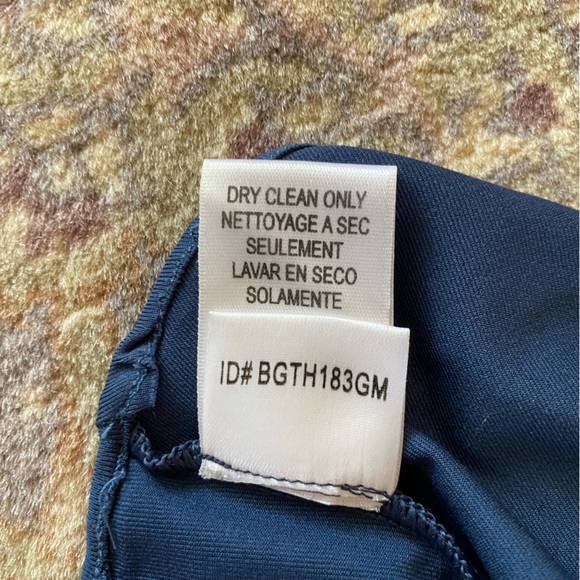 DRY CLEAN ONLY
NETTOYAGE A SEC
SEULEMENT
LAVAR EN SECO
SOLAMENTE
ID# BGTH183GM